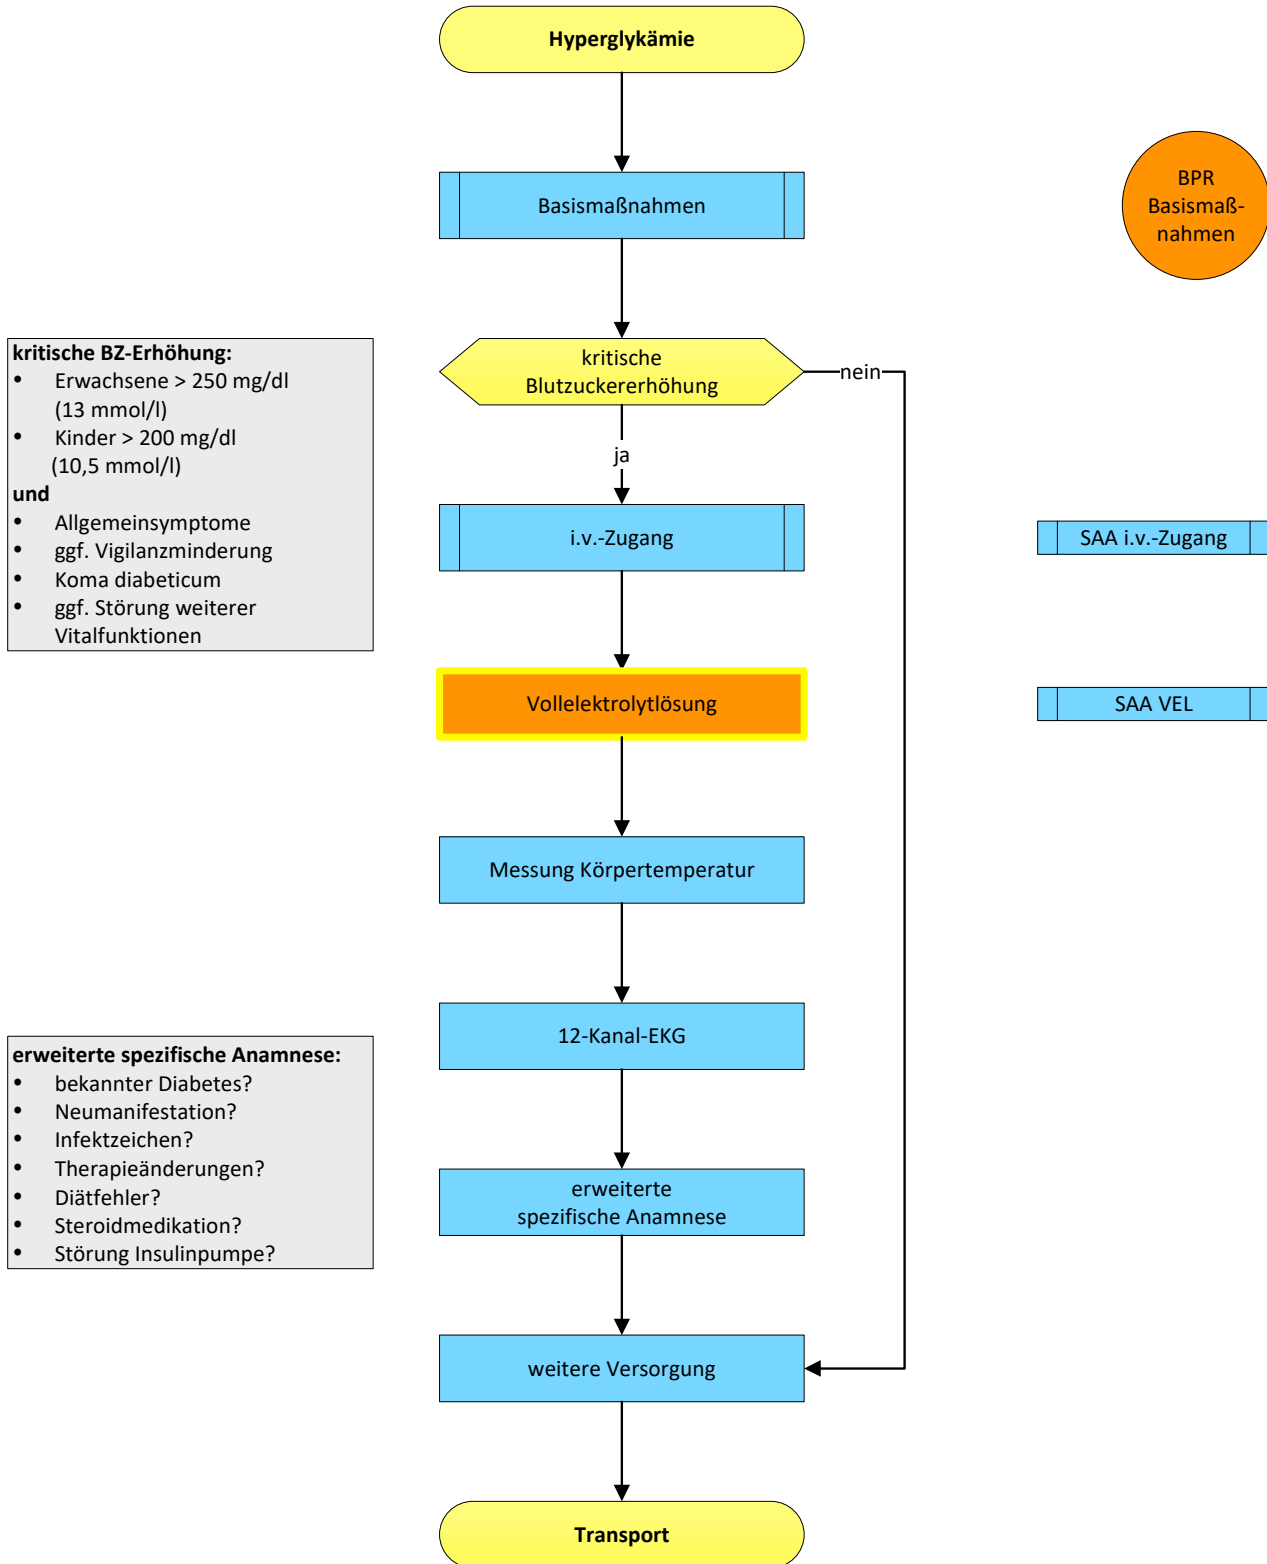 Hyperglykämie
Basismaßnahmen
BPR
Basismaß-
nahmen
kritische BZ-Erhöhung:
• Erwachsene > 250 mg/dl
(13 mmol/l)
• Kinder > 200 mg/dl
(10,5 mmol/l)
und
• Allgemeinsymptome
• ggf. Vigilanzminderung
• Koma diabeticum
• ggf. Störung weiterer
Vitalfunktionen
kritische
Blutzuckererhöhung
nein
ja
i.v.-Zugang
SAA i.v.-Zugang
Vollelektrolytlösung
SAA VEL
Messung Körpertemperatur
12-Kanal-EKG
erweiterte spezifische Anamnese:
• bekannter Diabetes?
• Neumanifestation?
• Infektzeichen?
• Therapieänderungen?
• Diätfehler?
• Steroidmedikation?
• Störung Insulinpumpe?
erweiterte
spezifische Anamnese
weitere Versorgung
Transport